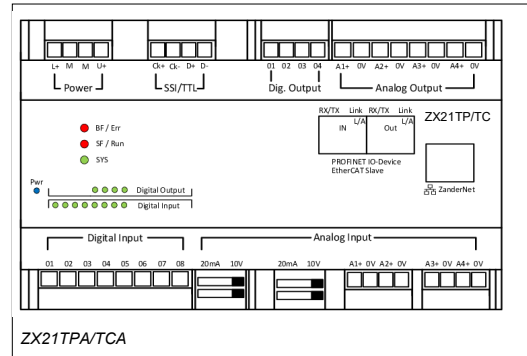 L+ M M U+ Ck+ Ck- D+ D- 01 02 03 04 A1+ 0V A2+ 0V A3+ 0V A4+ 0V
Power SSI/TTL Dig. Output Analog Output
RX/TX Link RX/TX Link
L/A L/A
IN Out
ZX21TP/TC
PROFINET IO-Device
EtherCAT Slave
ZanderNet
BF / Err
SF / Run
SYS
Pwr
Digital Output
Digital Input
Digital Input Analog Input
01 02 03 04 05 06 07 08 20mA 10V 20mA 10V A1+ 0V A2+ 0V A3+ 0V A4+ 0V
ZX21TPA/TCA